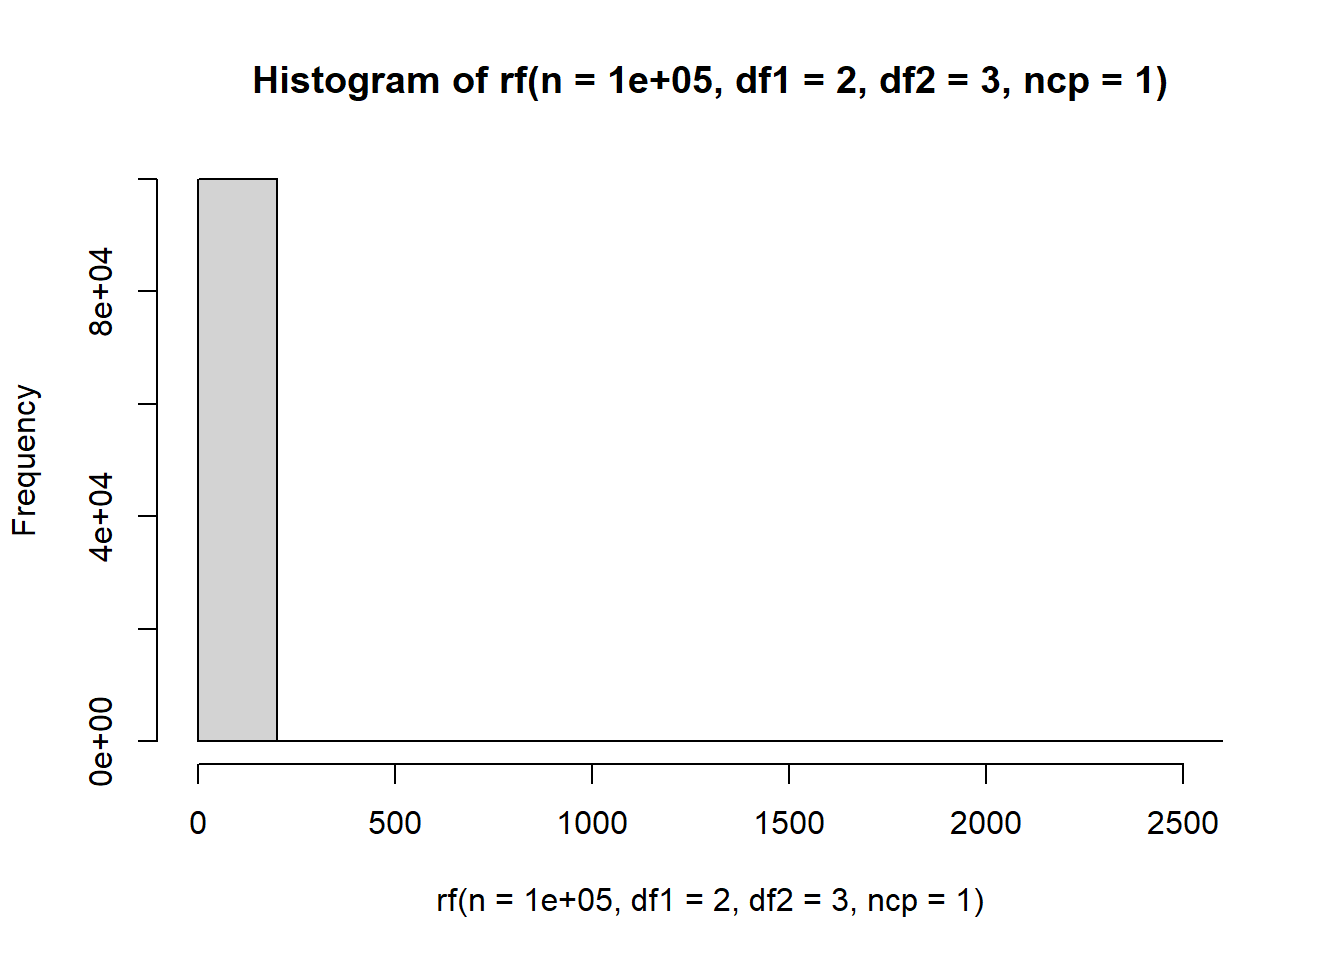 Histogram of rf(n = 1e+05, df1 = 2, df2 = 3, ncp = 1)
Frequency
8e+04
4e+04
0e+00
0 500 1000 1500 2000 2500
rf(n = 1e+05, df1 = 2, df2 = 3, ncp = 1)